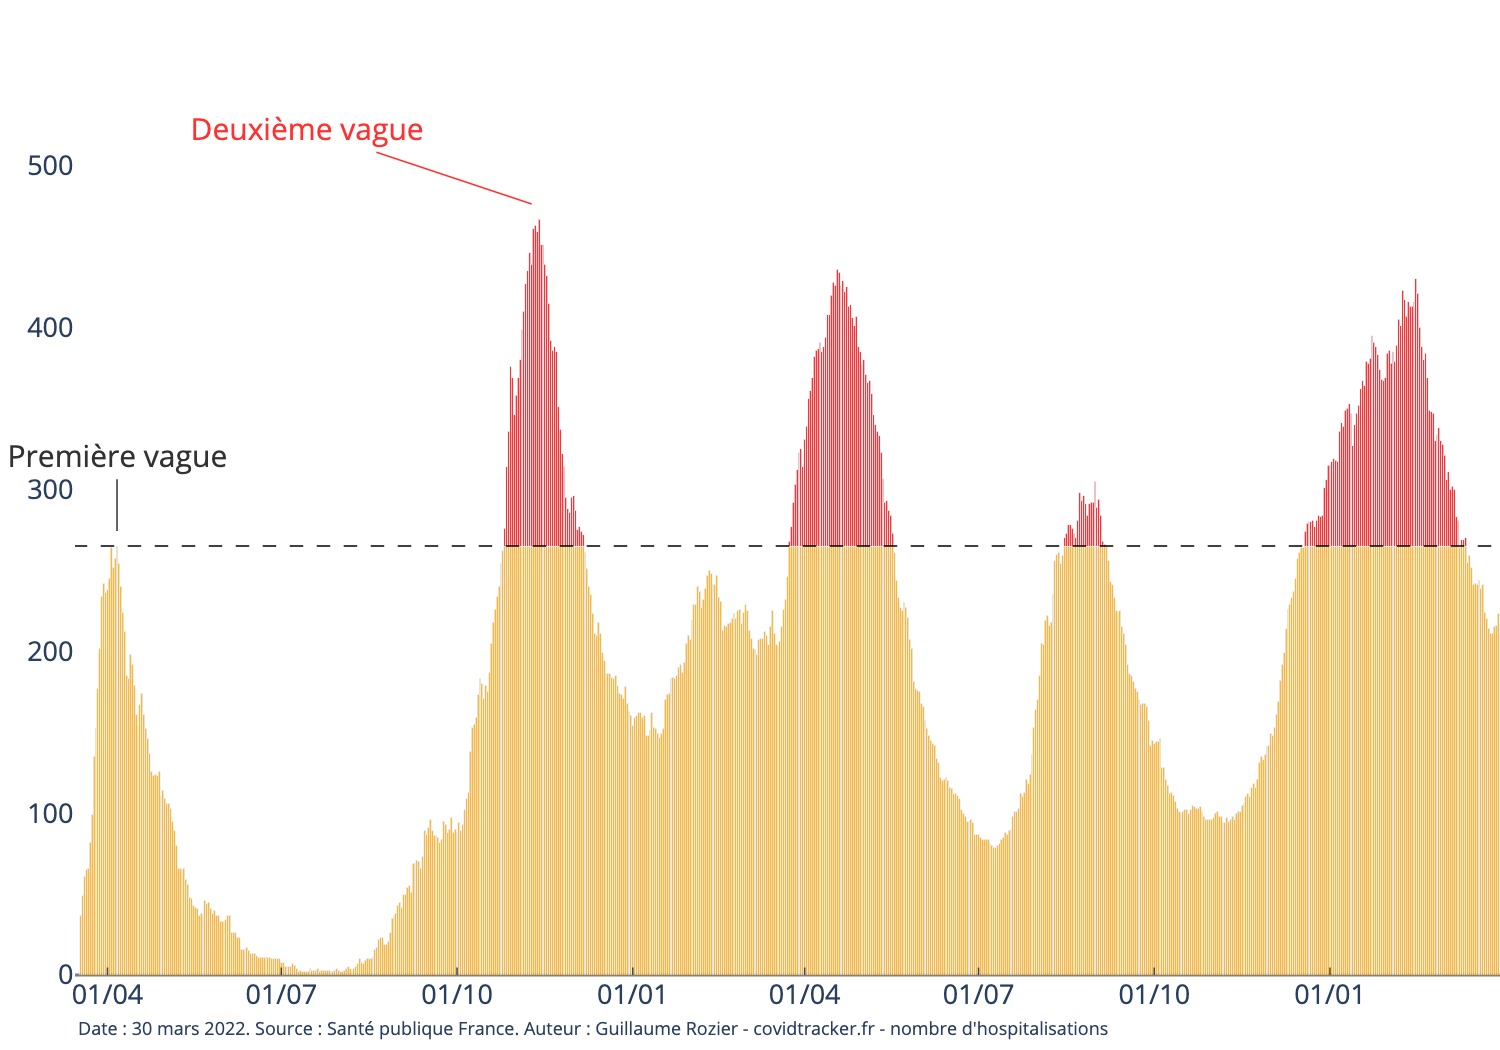 Deuxième vague
500
400
Première vague
300
200
100
0
01/04 01/07 01/10 01/01 01/04 01/07 01/10 01/01
Date : 30 mars 2022. Source : Santé publique France. Auteur : Guillaume Rozier - covidtracker.fr - nombre d'hospitalisations